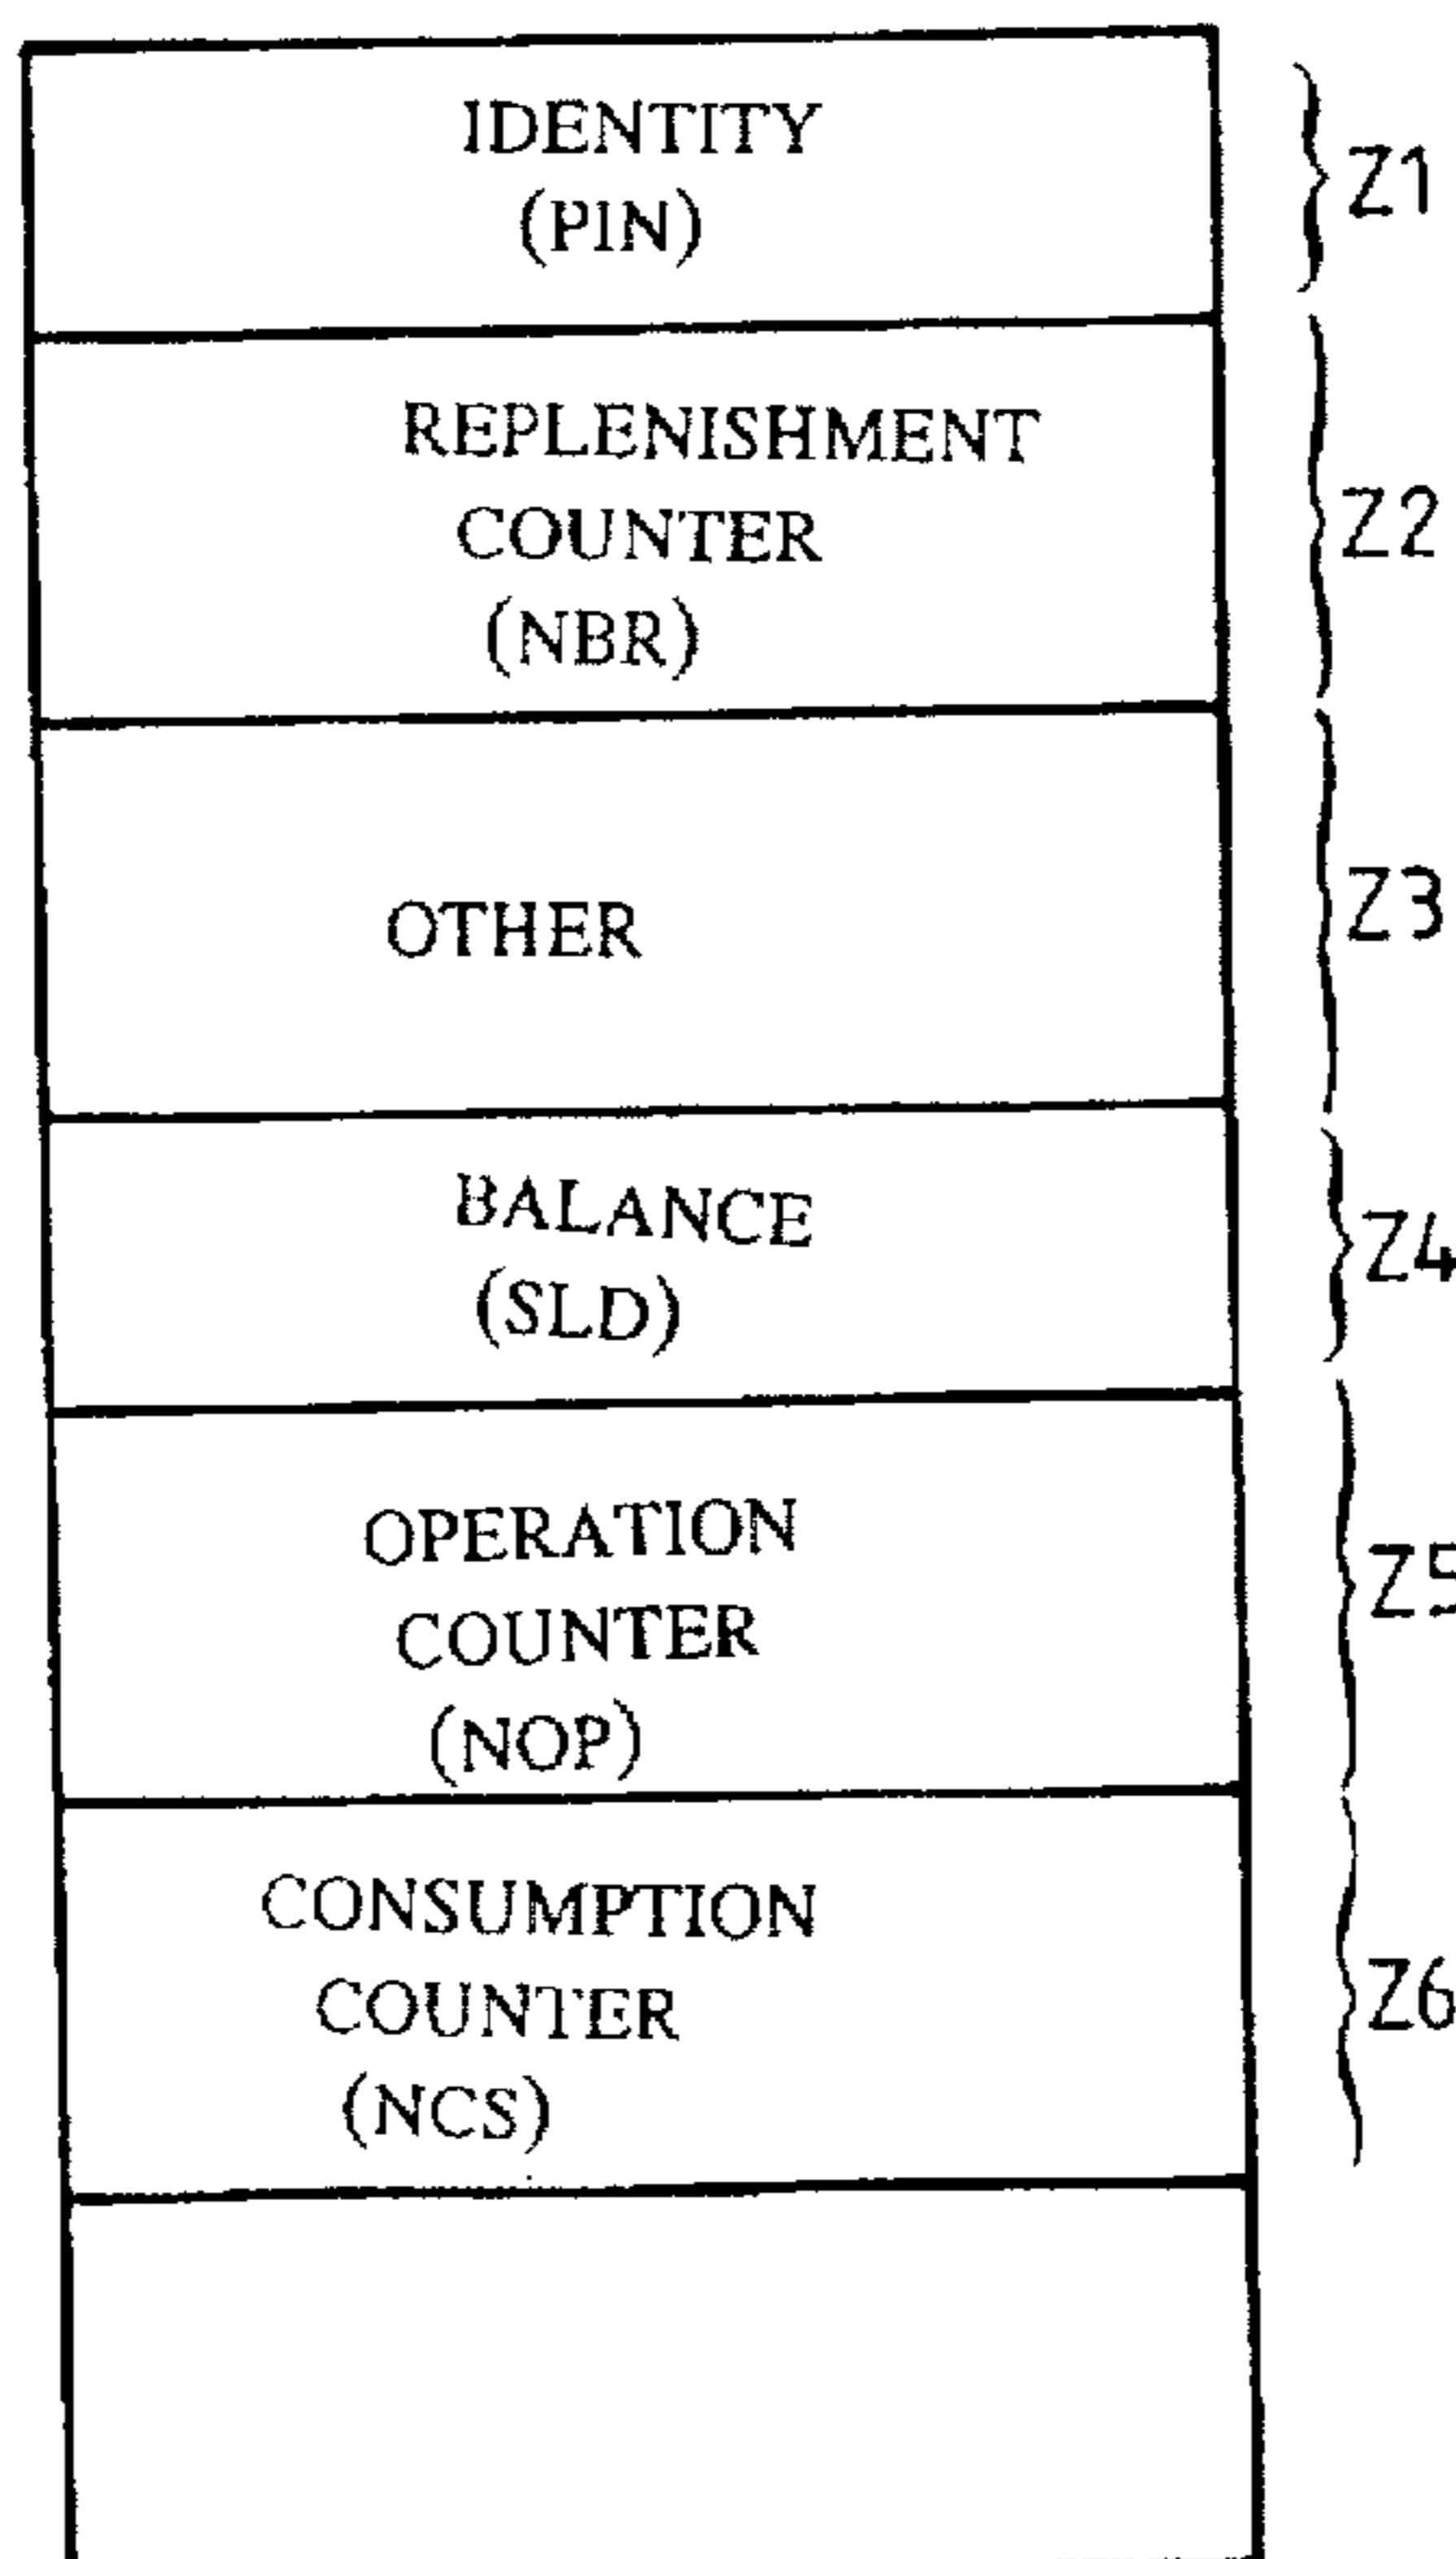 IDENTITY
(PIN)
Z1
REPLENISHMENT
COUNTER
(NBR)
Z2
OTHER
Z3
BALANCE
(SLD)
Z4
OPERATION
COUNTER
(NOP)
Z5
CONSUMPTION
COUNTER
(NCS)
Z6